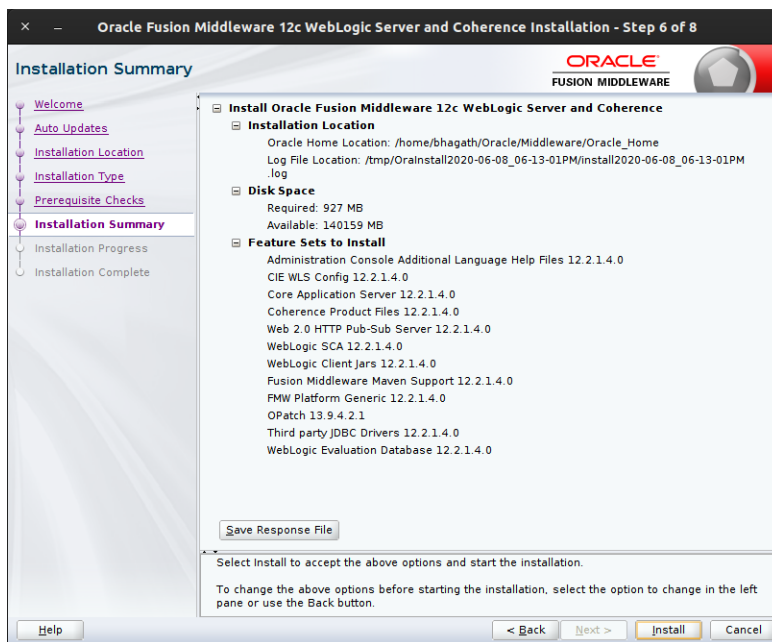 Oracle Fusion Middleware 12c WebLogic Server and Coherence Installation - Step 6 of 8
Installation Summary
ORACLE
FUSION MIDDLEWARE
Welcome
Auto Updates
Installation Location
Installation Type
Prerequisite Checks
Installation Summary
Installation Progress
Installation Complete
Install Oracle Fusion Middleware 12c WebLogic Server and Coherence
Installation Location
Oracle Home Location: /home/bhagath/Oracle/Middleware/Oracle_Home
Log File Location: /tmp/OraInstall2020-06-08_06-13-01PM/install2020-06-08_06-13-01PM
.log
Disk Space
Required: 927 MB
Available: 140159 MB
Feature Sets to Install
Administration Console Additional Language Help Files 12.2.1.4.0
CIE WLS Config 12.2.1.4.0
Core Application Server 12.2.1.4.0
Coherence Product Files 12.2.1.4.0
Web 2.0 HTTP Pub-Sub Server 12.2.1.4.0
WebLogic SCA 12.2.1.4.0
WebLogic Client Jars 12.2.1.4.0
Fusion Middleware Maven Support 12.2.1.4.0
FMW Platform Generic 12.2.1.4.0
OPatch 13.9.4.2.1
Third party JDBC Drivers 12.2.1.4.0
WebLogic Evaluation Database 12.2.1.4.0
Save Response File
Select Install to accept the above options and start the installation.
To change the above options before starting the installation, select the option to change in the left
pane or use the Back button.
Help
< Back
Next >
Install
Cancel